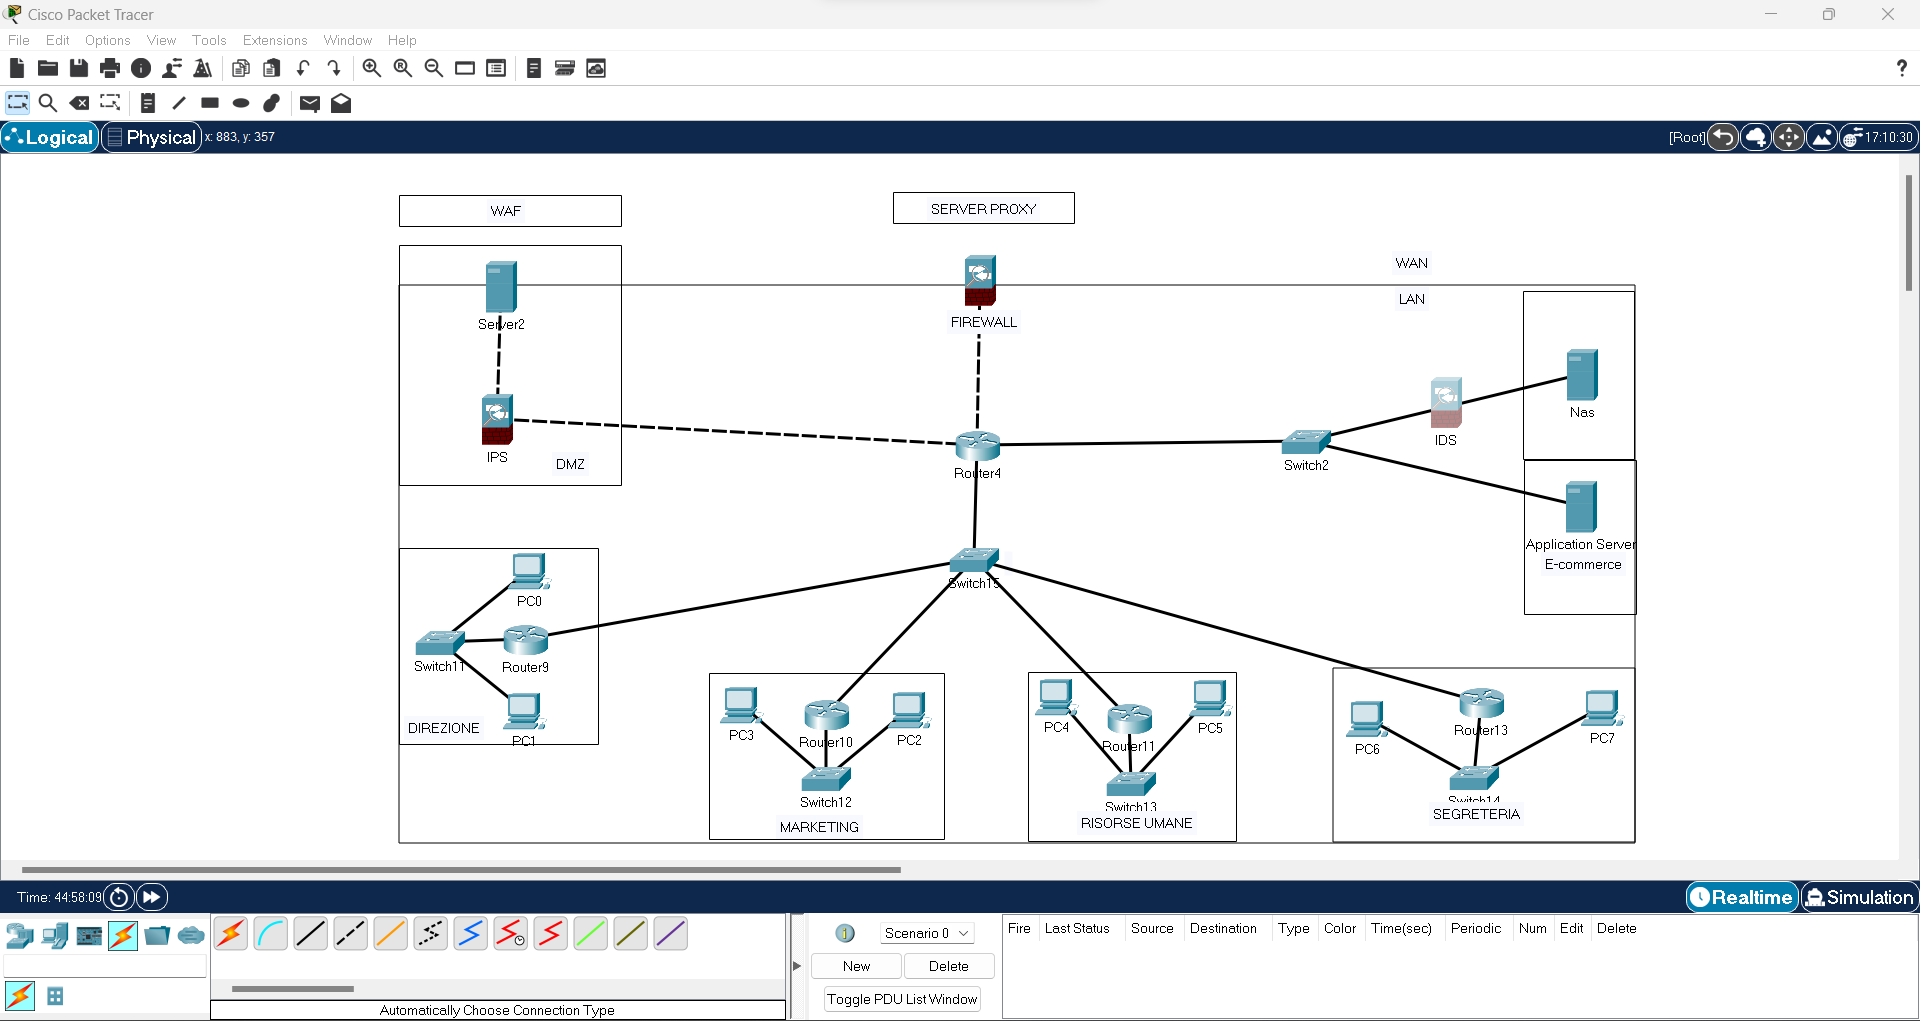 Cisco Packet Tracer
File Edit Options View Tools Extensions Window Help
Logical Physical x: 883, y: 357 [Root] 17:10:30
WAF
SERVER PROXY
WAN
LAN
Server2
FIREWALL
Nas
IDS
IPS
DMZ
Router4
Switch2
Application Server
E-commerce
Switch15
PC0
Switch11
Router9
DIREZIONE
PC1
PC3
Router10
PC2
Switch12
MARKETING
PC4
Router11
PC5
Switch13
RISORSE UMANE
PC6
Router13
PC7
Switch14
SEGRETERIA
Time: 44:58:09
Realtime Simulation
Scenario 0
New Delete
Toggle PDU List Window
Fire Last Status Source Destination Type Color Time(sec) Periodic Num Edit Delete
Automatically Choose Connection Type